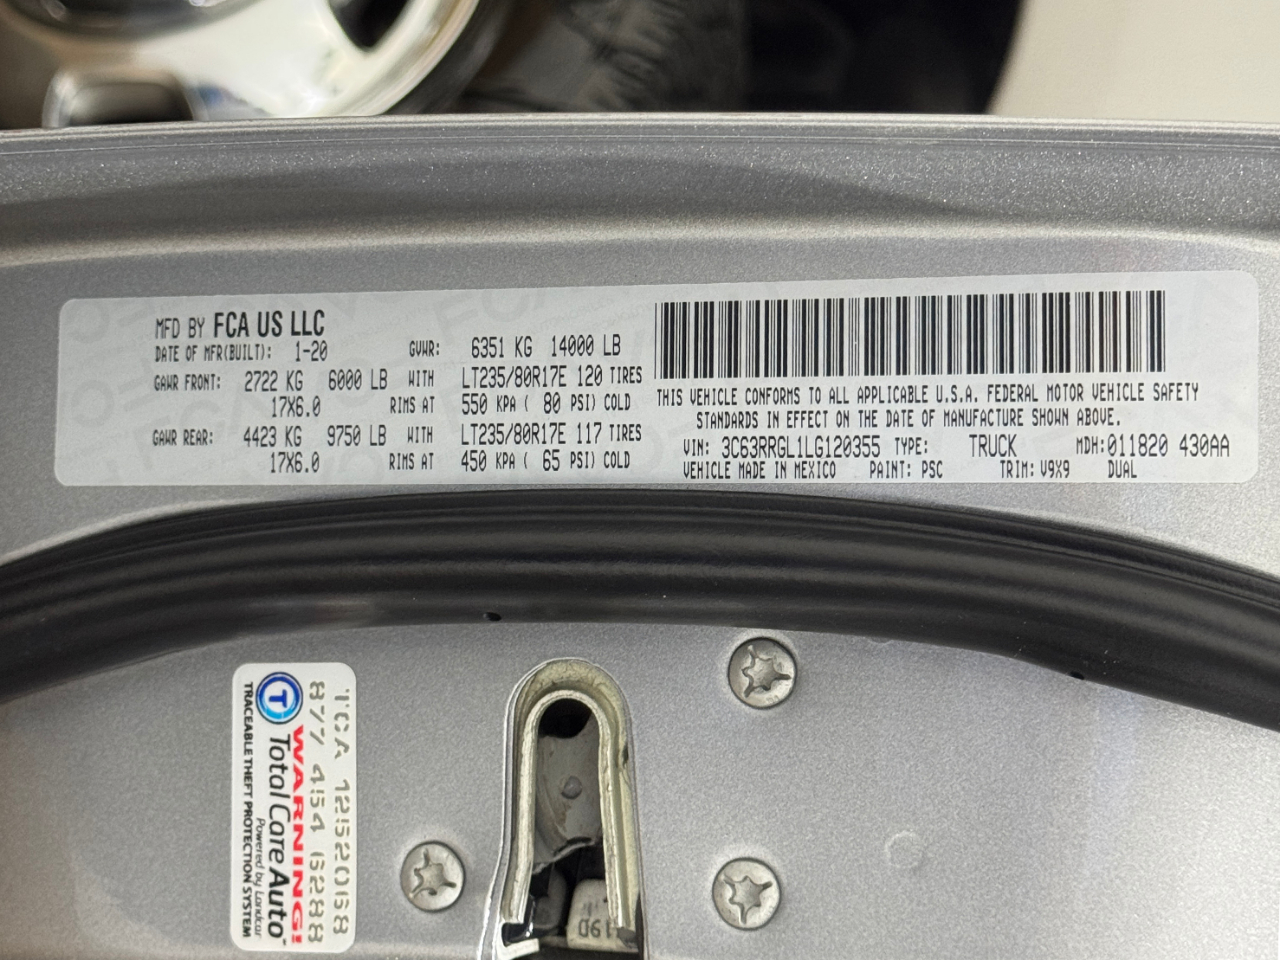 MFD BY FCA US LLC
DATE OF MFR(BUILT): 1-20 GVWR: 6351 KG 14000 LB
GAWR FRONT: 2722 KG 6000 LB WITH LT235/80R17E 120 TIRES
17X6.0 RIMS AT 550 KPA ( 80 PSI) COLD
GAWR REAR: 4423 KG 9750 LB WITH LT235/80R17E 117 TIRES
17X6.0 RIMS AT 450 KPA ( 65 PSI) COLD
THIS VEHICLE CONFORMS TO ALL APPLICABLE U.S.A. FEDERAL MOTOR VEHICLE SAFETY
STANDARDS IN EFFECT ON THE DATE OF MANUFACTURE SHOWN ABOVE.
VIN: 3C63RRGL1LG120355 TYPE: TRUCK MDH:011820 430AA
VEHICLE MADE IN MEXICO PAINT: PSC TRIM: V9X9 DUAL
TCA 1252068
877 454 6288
WARNING!
T Total Care Auto
Powered by Landcar
TRACEABLE THEFT PROTECTION SYSTEM